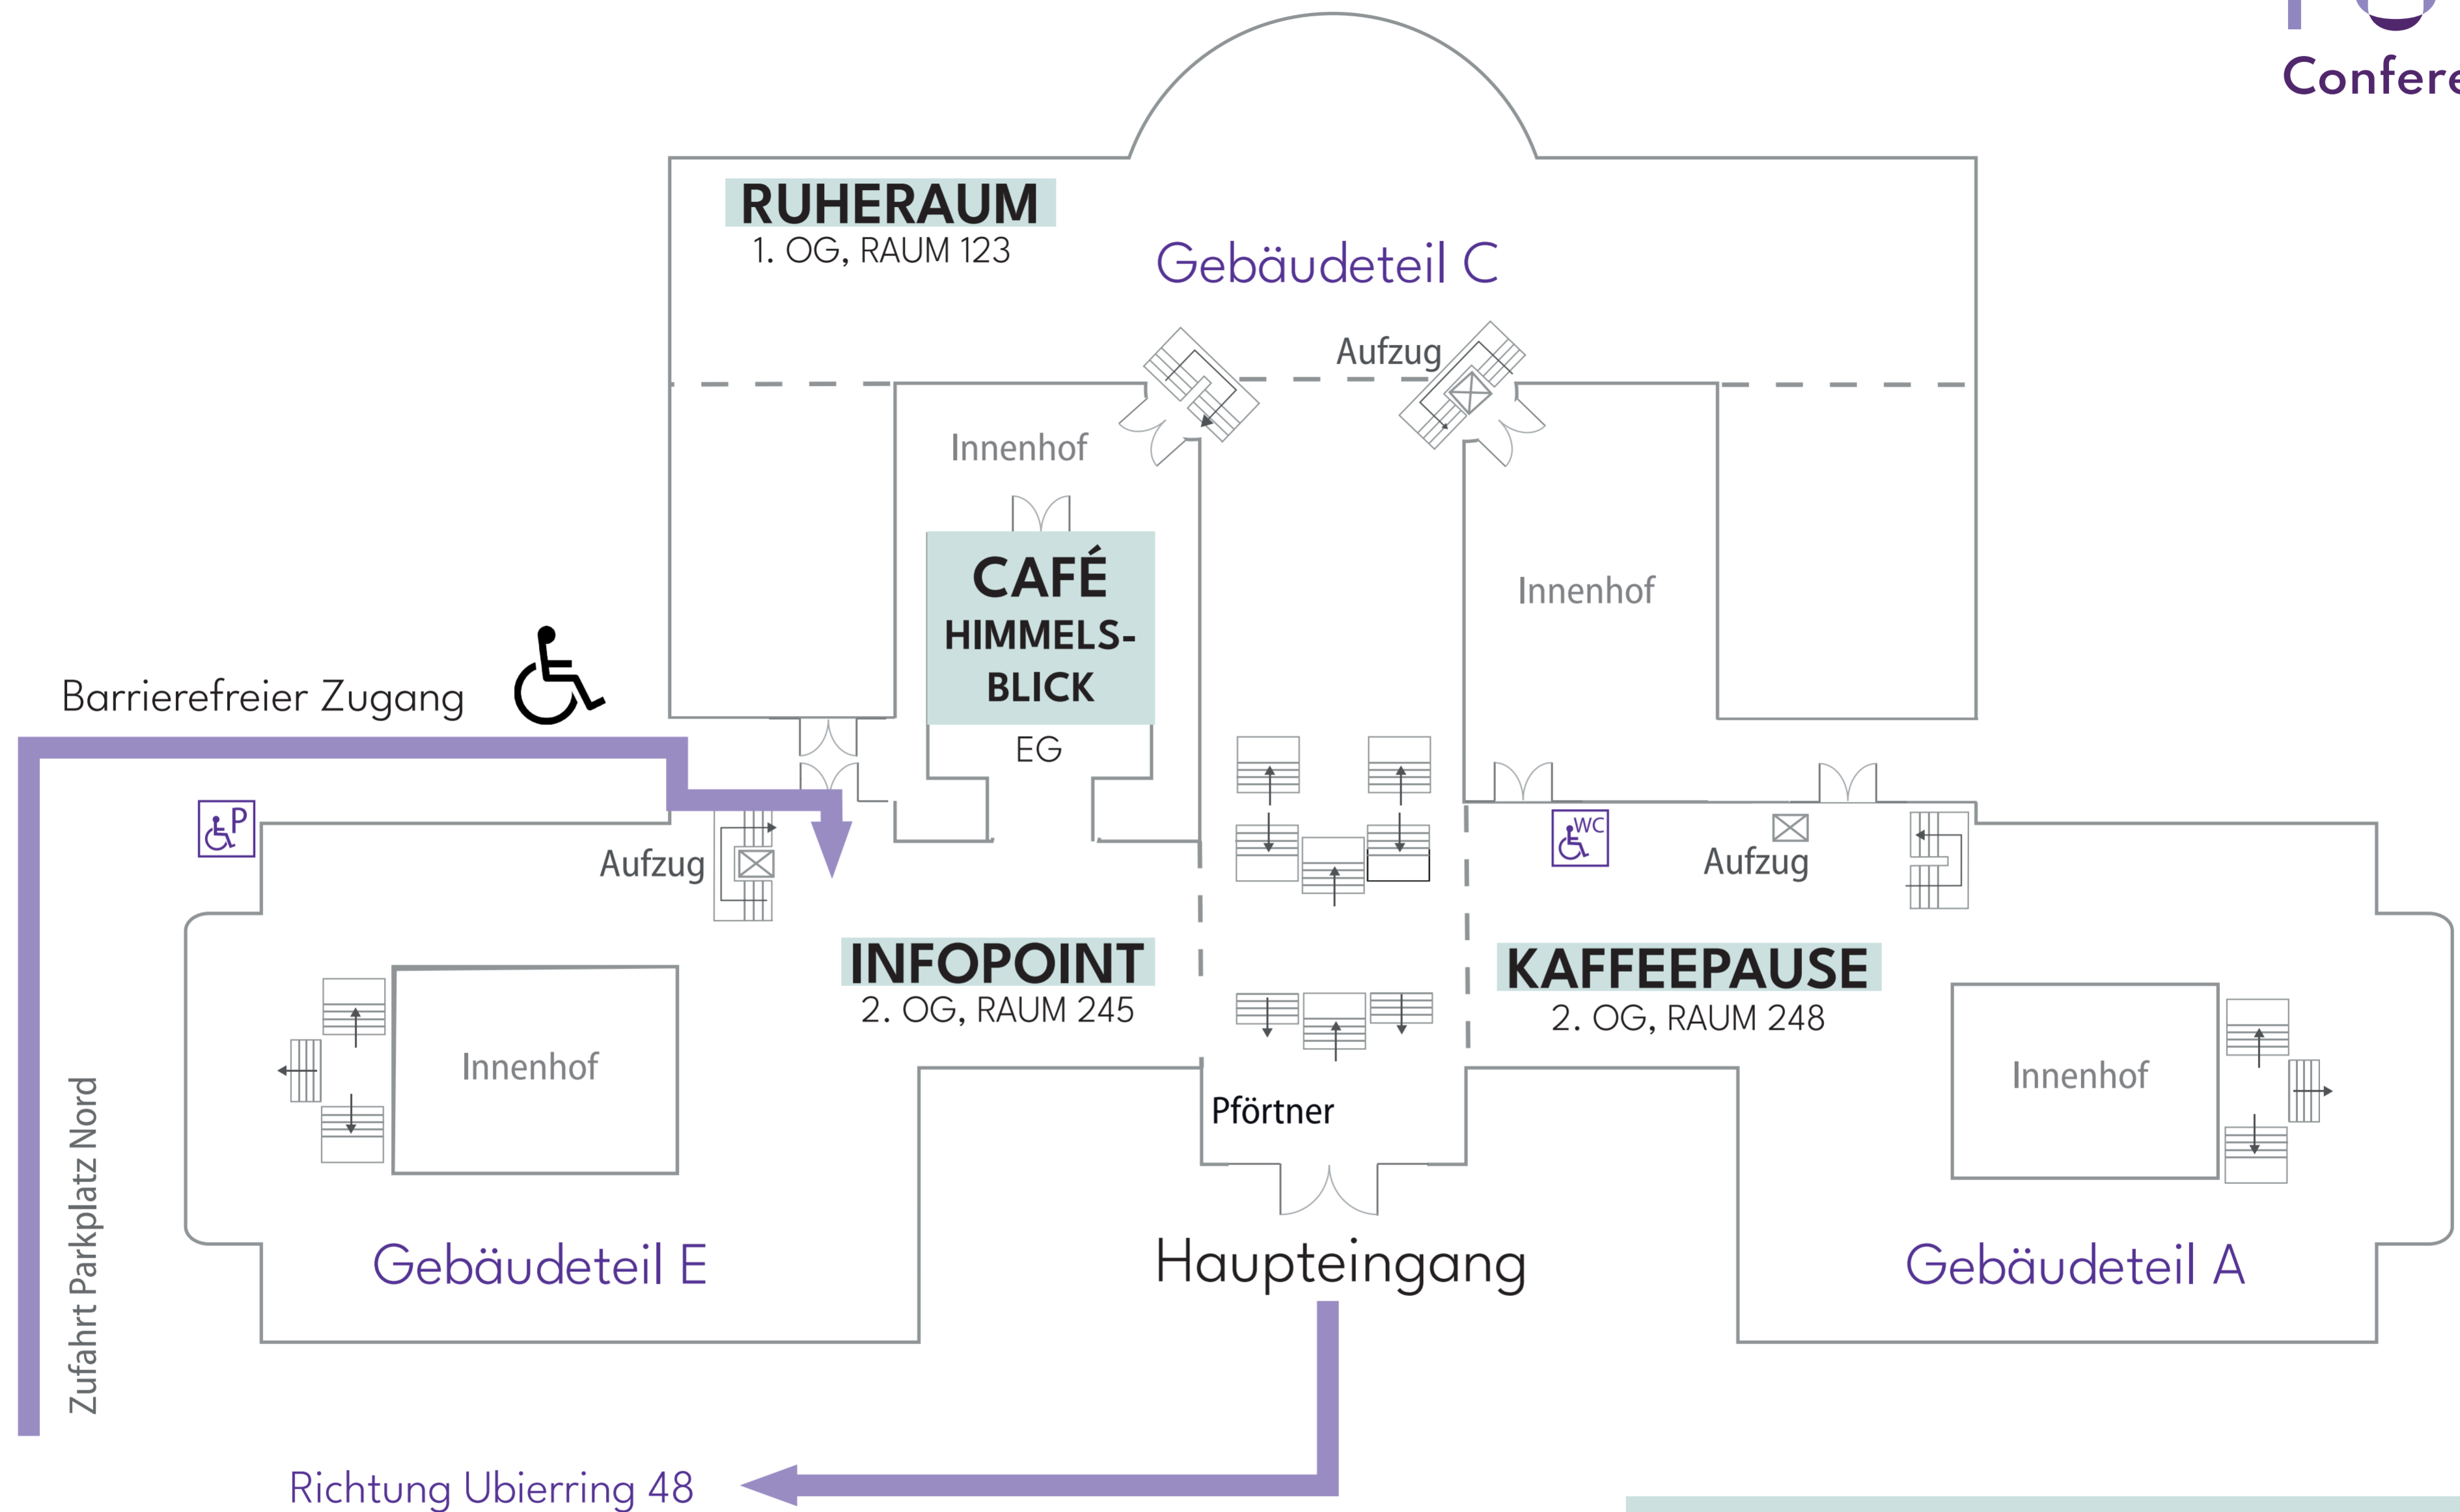 RUHERAUM
1. OG, RAUM 123
Gebäudeteil C
Aufzug
Innenhof
CAFÉ
HIMMELS-
BLICK
EG
Innenhof
Barrierefreier Zugang
P
Aufzug
WC
Aufzug
INFOPOINT
2. OG, RAUM 245
KAFFEEPAUSE
2. OG, RAUM 248
Innenhof
Innenhof
Pförtner
Zufahrt Parkplatz Nord
Gebäudeteil E
Haupteingang
Gebäudeteil A
Richtung Ubierring 48